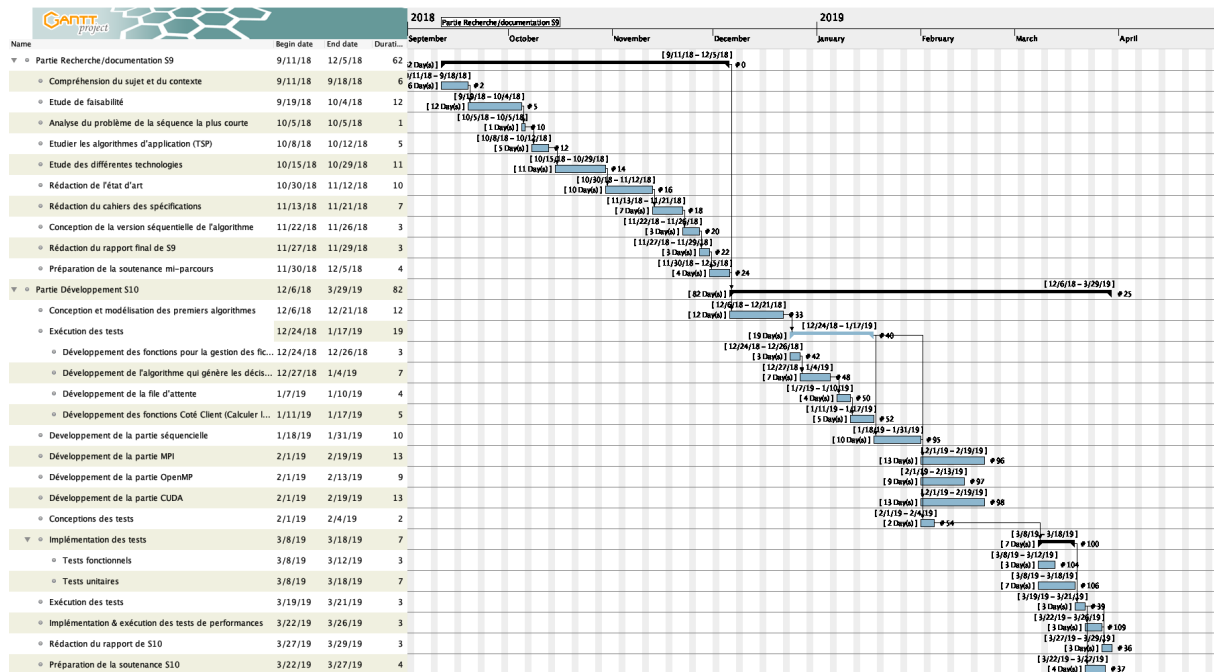 GANTT project
2018
Partie Recherche/documentation S9
2019
Name Begin date End date Durati...
September October November December January February March April
Partie Recherche/documentation S9 9/11/18 12/5/18 62
[ 9/11/18 - 12/5/18 ]
2 Day(s) ] #0
Compréhension du sujet et du contexte 9/11/18 9/18/18 6
/11/18 - 9/18/18 ]
6 Day(s) ] #2
Etude de faisabilité 9/19/18 10/4/18 12
[ 9/19/18 - 10/4/18 ]
[ 12 Day(s) ] #5
Analyse du problème de la séquence la plus courte 10/5/18 10/5/18 1
[ 10/5/18 - 10/5/18 ]
[ 1 Day(s) ] #10
Etudier les algorithmes d'application (TSP) 10/8/18 10/12/18 5
[ 10/8/18 - 10/12/18 ]
[ 5 Day(s) ] #12
Etude des différentes technologies 10/15/18 10/29/18 11
[ 10/15/18 - 10/29/18 ]
[ 11 Day(s) ] #14
Rédaction de l'état d'art 10/30/18 11/12/18 10
[ 10/30/18 - 11/12/18 ]
[ 10 Day(s) ] #16
Rédaction du cahiers des spécifications 11/13/18 11/21/18 7
[ 11/13/18 - 11/21/18 ]
[ 7 Day(s) ] #18
Conception de la version séquentielle de l'algorithme 11/22/18 11/26/18 3
[ 11/22/18 - 11/26/18 ]
[ 3 Day(s) ] #20
Rédaction du rapport final de S9 11/27/18 11/29/18 3
[ 11/27/18 - 11/29/18 ]
[ 3 Day(s) ] #22
Préparation de la soutenance mi-parcours 11/30/18 12/5/18 4
[ 11/30/18 - 12/5/18 ]
[ 4 Day(s) ] #24
Partie Développement S10 12/6/18 3/29/19 82
[ 12/6/18 - 3/29/19 ]
[ 82 Day(s) ] #25
Conception et modélisation des premiers algorithmes 12/6/18 12/21/18 12
[ 12/6/18 - 12/21/18 ]
[ 12 Day(s) ] #33
Exécution des tests 12/24/18 1/17/19 19
[ 12/24/18 - 1/17/19 ]
[ 19 Day(s) ] #40
Développement des fonctions pour la gestion des fic... 12/24/18 12/26/18 3
[ 12/24/18 - 12/26/18 ]
[ 3 Day(s) ] #42
Développement de l'algorithme qui génère les décis... 12/27/18 1/4/19 7
[ 12/27/18 - 1/4/19 ]
[ 7 Day(s) ] #48
Développement de la file d'attente 1/7/19 1/10/19 4
[ 1/7/19 - 1/10/19 ]
[ 4 Day(s) ] #50
Développement des fonctions Coté Client (Calculer l... 1/11/19 1/17/19 5
[ 1/11/19 - 1/17/19 ]
[ 5 Day(s) ] #52
Developpement de la partie séquencielle 1/18/19 1/31/19 10
[ 1/18/19 - 1/31/19 ]
[ 10 Day(s) ] #95
Développement de la partie MPI 2/1/19 2/19/19 13
[ 2/1/19 - 2/19/19 ]
[ 13 Day(s) ] #96
Développement de la partie OpenMP 2/1/19 2/13/19 9
[ 2/1/19 - 2/13/19 ]
[ 9 Day(s) ] #97
Développement de la partie CUDA 2/1/19 2/19/19 13
[ 2/1/19 - 2/19/19 ]
[ 13 Day(s) ] #98
Conceptions des tests 2/1/19 2/4/19 2
[ 2/1/19 - 2/4/19 ]
[ 2 Day(s) ] #54
Implémentation des tests 3/8/19 3/18/19 7
[ 3/8/19 - 3/18/19 ]
[ 7 Day(s) ] #100
Tests fonctionnels 3/8/19 3/12/19 3
[ 3/8/19 - 3/12/19 ]
[ 3 Day(s) ] #104
Tests unitaires 3/8/19 3/18/19 7
[ 3/8/19 - 3/18/19 ]
[ 7 Day(s) ] #106
Exécution des tests 3/19/19 3/21/19 3
[ 3/19/19 - 3/21/19 ]
[ 3 Day(s) ] #39
Implémentation & exécution des tests de performances 3/22/19 3/26/19 3
[ 3/22/19 - 3/26/19 ]
[ 3 Day(s) ] #109
Rédaction du rapport de S10 3/27/19 3/29/19 3
[ 3/27/19 - 3/29/19 ]
[ 3 Day(s) ] #36
Préparation de la soutenance S10 3/22/19 3/27/19 4
[ 3/22/19 - 3/27/19 ]
[ 4 Day(s) ] #37